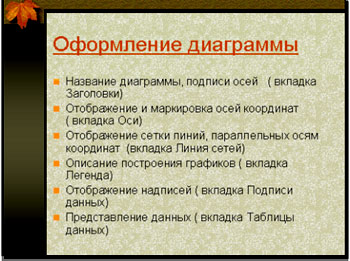 Оформление диаграммы
Название диаграммы, подписи осей ( вкладка
Заголовки)
Отображение и маркировка осей координат
( вкладка Оси)
Отображение сетки линий, параллельных осям
координат (вкладка Линия сетей)
Описание построения графиков ( вкладка
Легенда)
Отображение надписей ( вкладка Подписи
данных)
Представление данных ( вкладка Таблицы
данных)